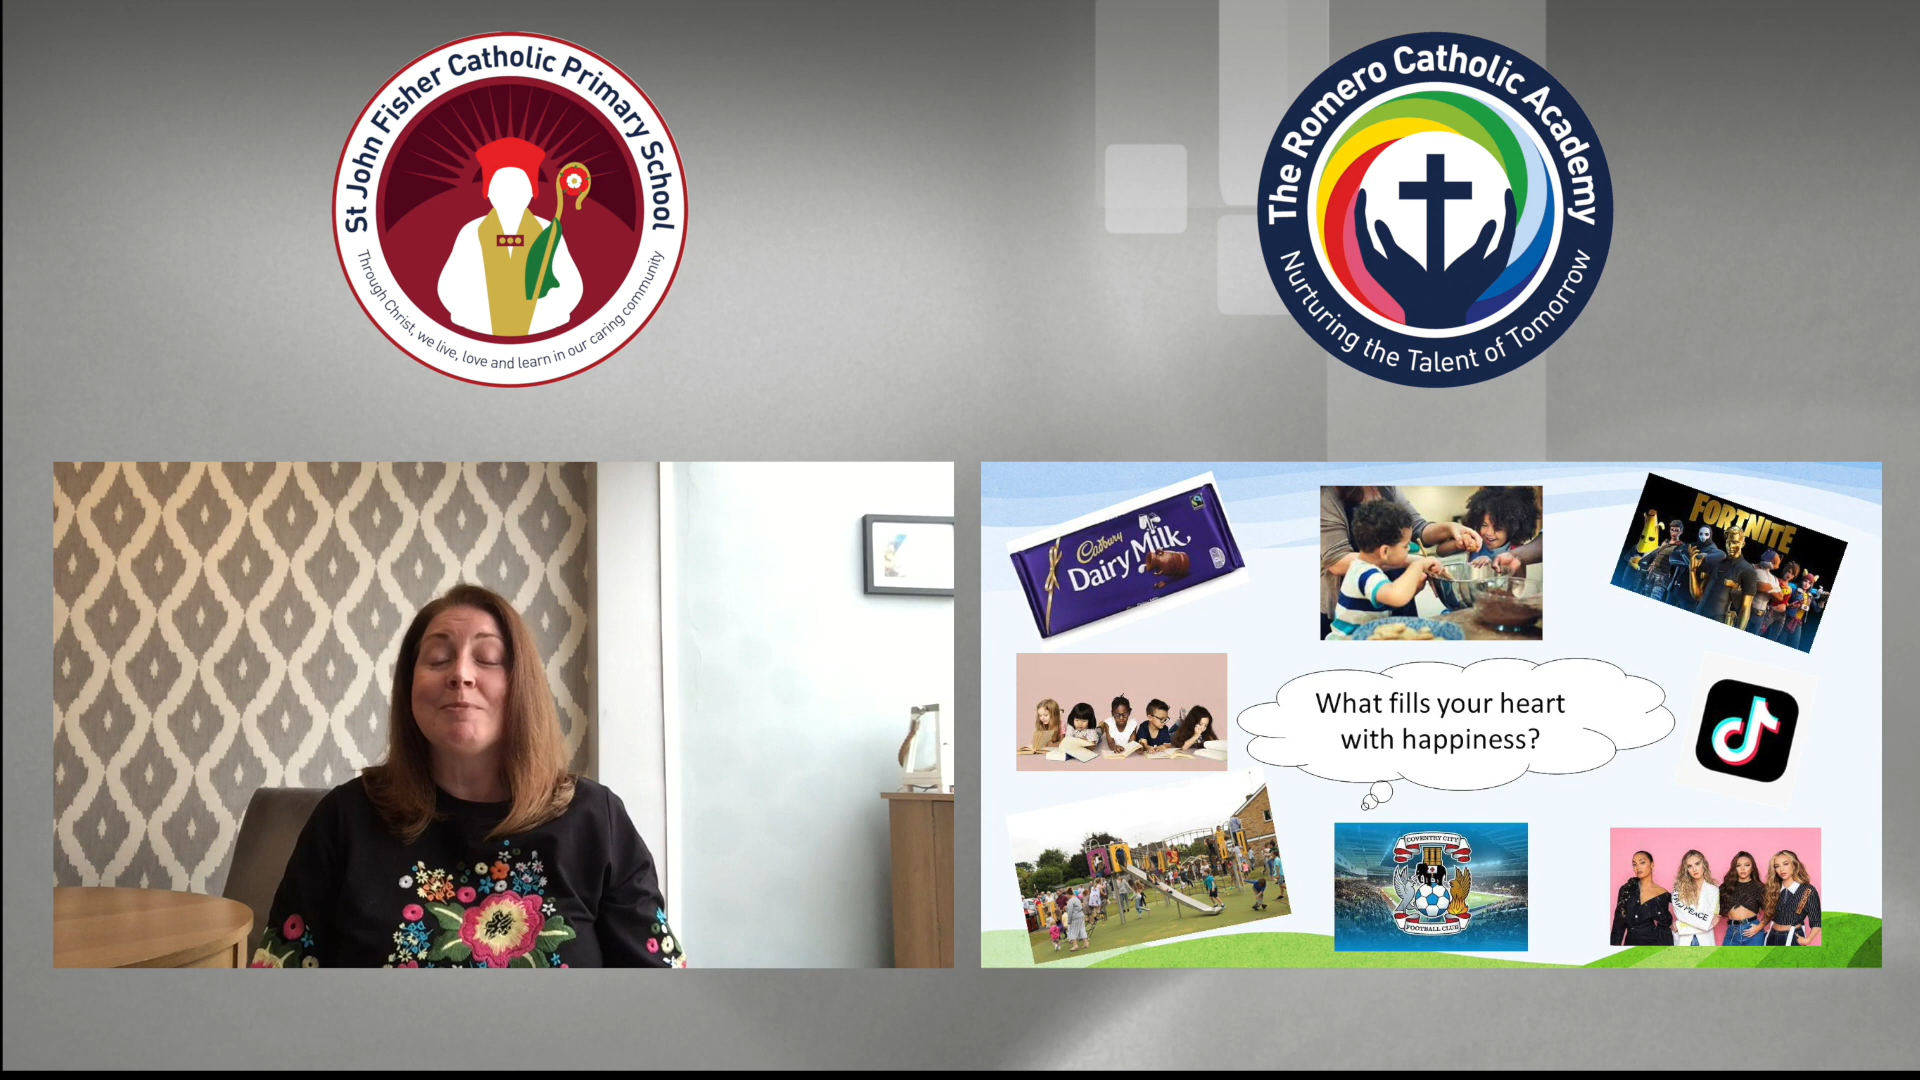 St John Fisher Catholic Primary School
Through Christ, we live, love and learn in our caring community
The Romero Catholic Academy
Nurturing the Talent of Tomorrow
Cadbury
Dairy Milk
FORTNITE
What fills your heart
with happiness?
COVENTRY CITY
FOOTBALL CLUB
PEACE